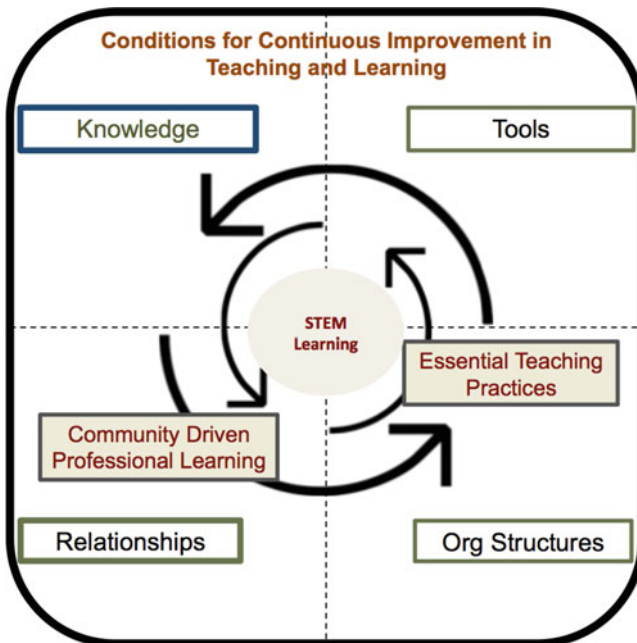 Conditions for Continuous Improvement in
Teaching and Learning
Knowledge
Tools
STEM
Learning
Essential Teaching
Practices
Community Driven
Professional Learning
Relationships
Org Structures